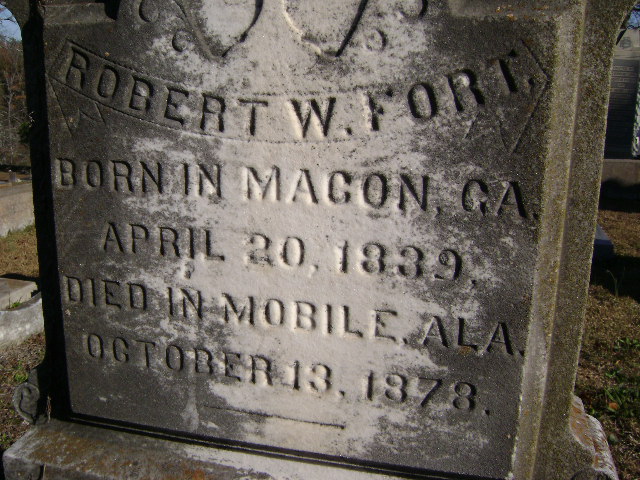 ROBERT W. FORT.
BORN IN MACON, GA.
APRIL 20, 1839,
DIED IN MOBILE, ALA.
OCTOBER 13, 1878.